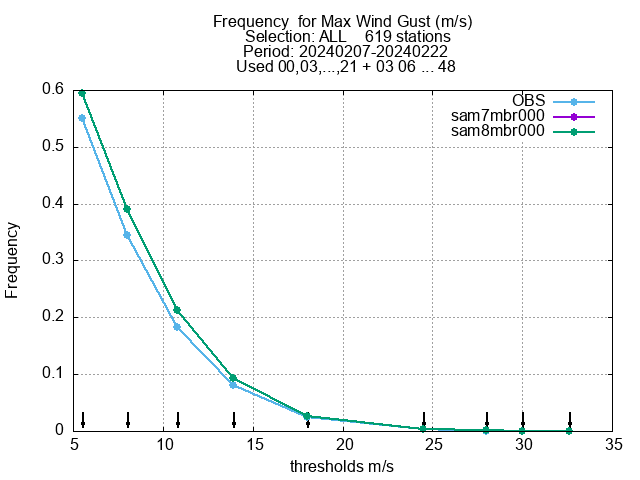 Frequency  for Max Wind Gust (m/s)
Selection: ALL    619 stations
Period: 20240207-20240222
Used 00,03,...,21 + 03 06 ... 48
OBS
sam7mbr000
sam8mbr000
0.6
0.5
0.4
0.3
0.2
0.1
0
Frequency
5 10 15 20 25 30 35
thresholds m/s